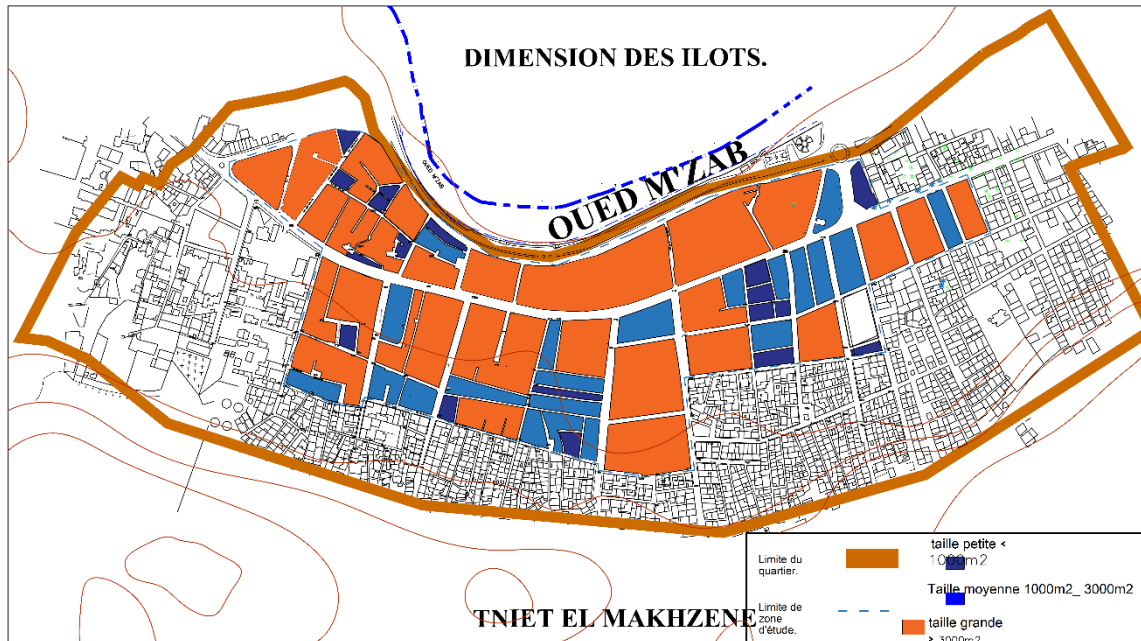 DIMENSION DES ILOTS.
OUED M'ZAB
OUED M'ZAB
TNIET EL MAKHZENE
Limite du
quartier.
Limite de
zone
d'étude.
taille petite <
1000m2
Taille moyenne 1000m2_ 3000m2
taille grande
> 3000m2